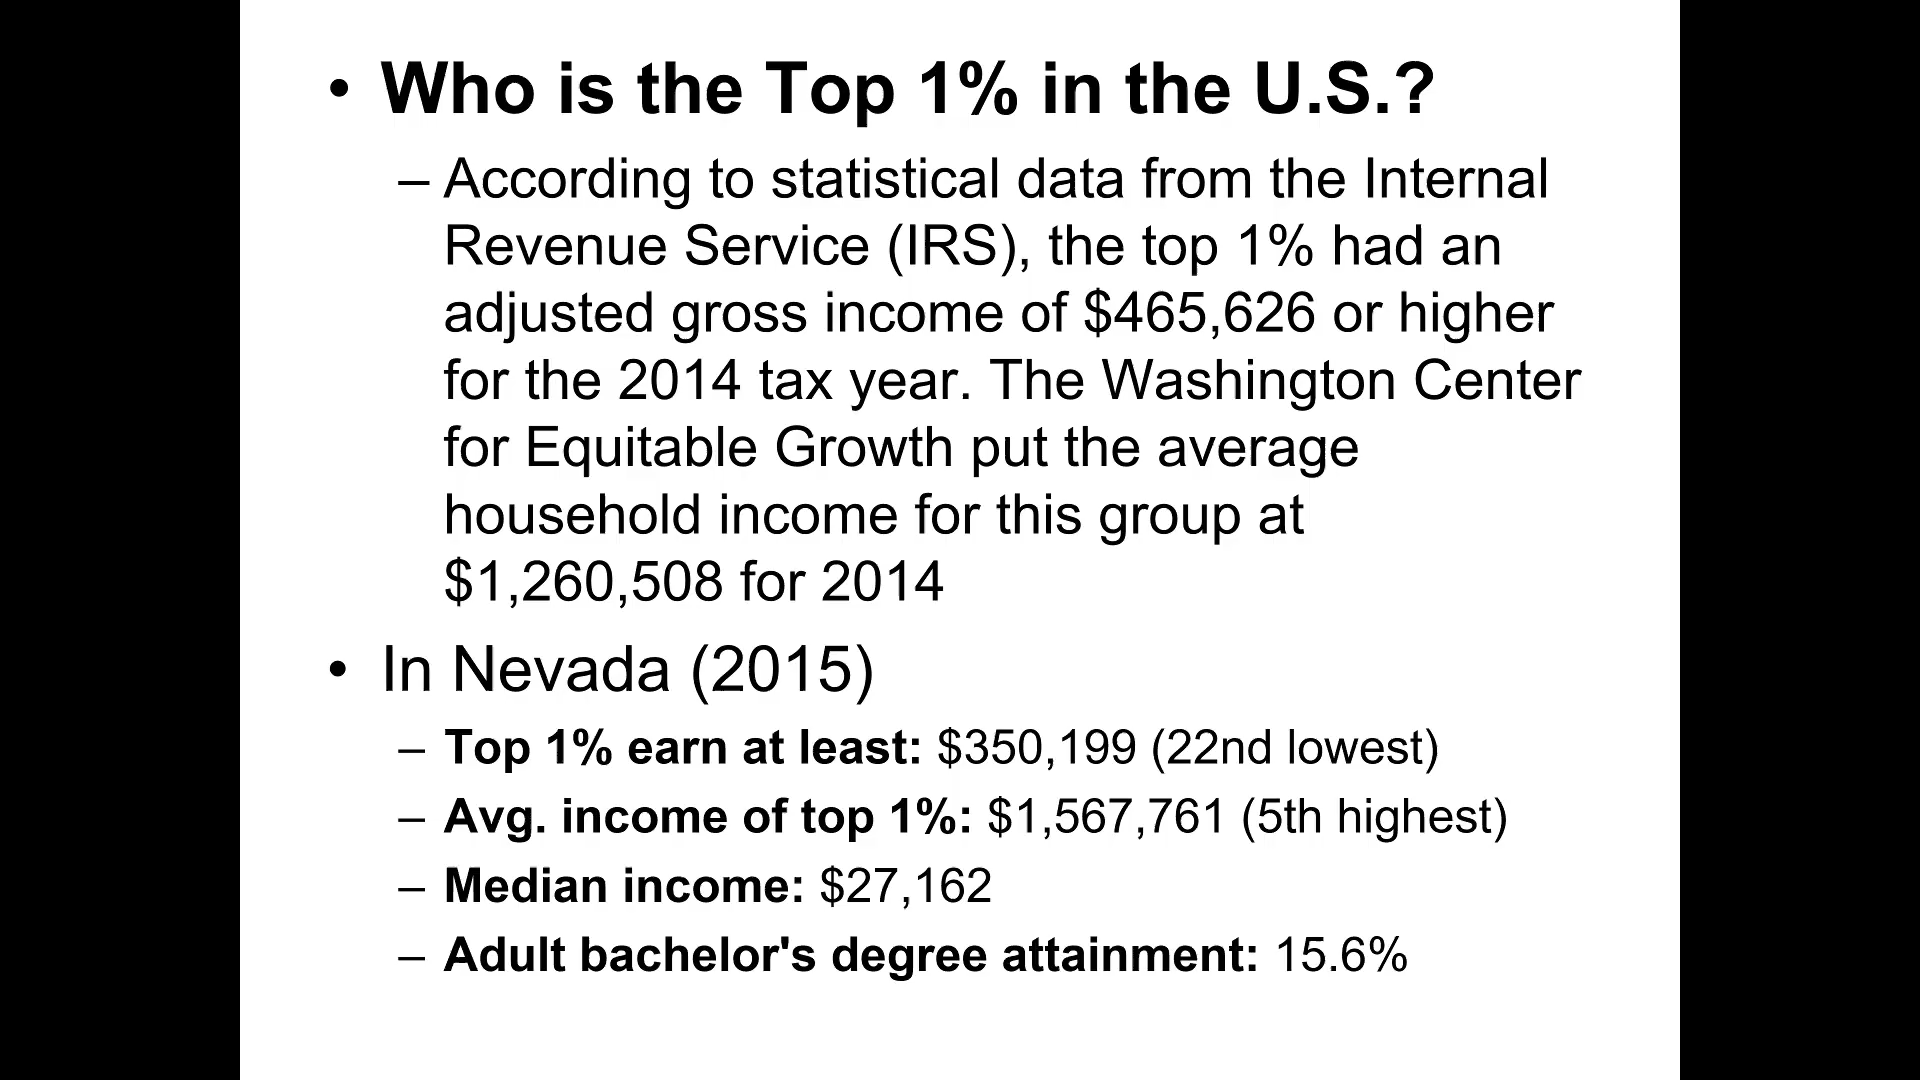 • Who is the Top 1% in the U.S.?
– According to statistical data from the Internal
Revenue Service (IRS), the top 1% had an
adjusted gross income of $465,626 or higher
for the 2014 tax year. The Washington Center
for Equitable Growth put the average
household income for this group at
$1,260,508 for 2014
• In Nevada (2015)
– Top 1% earn at least: $350,199 (22nd lowest)
– Avg. income of top 1%: $1,567,761 (5th highest)
– Median income: $27,162
– Adult bachelor's degree attainment: 15.6%